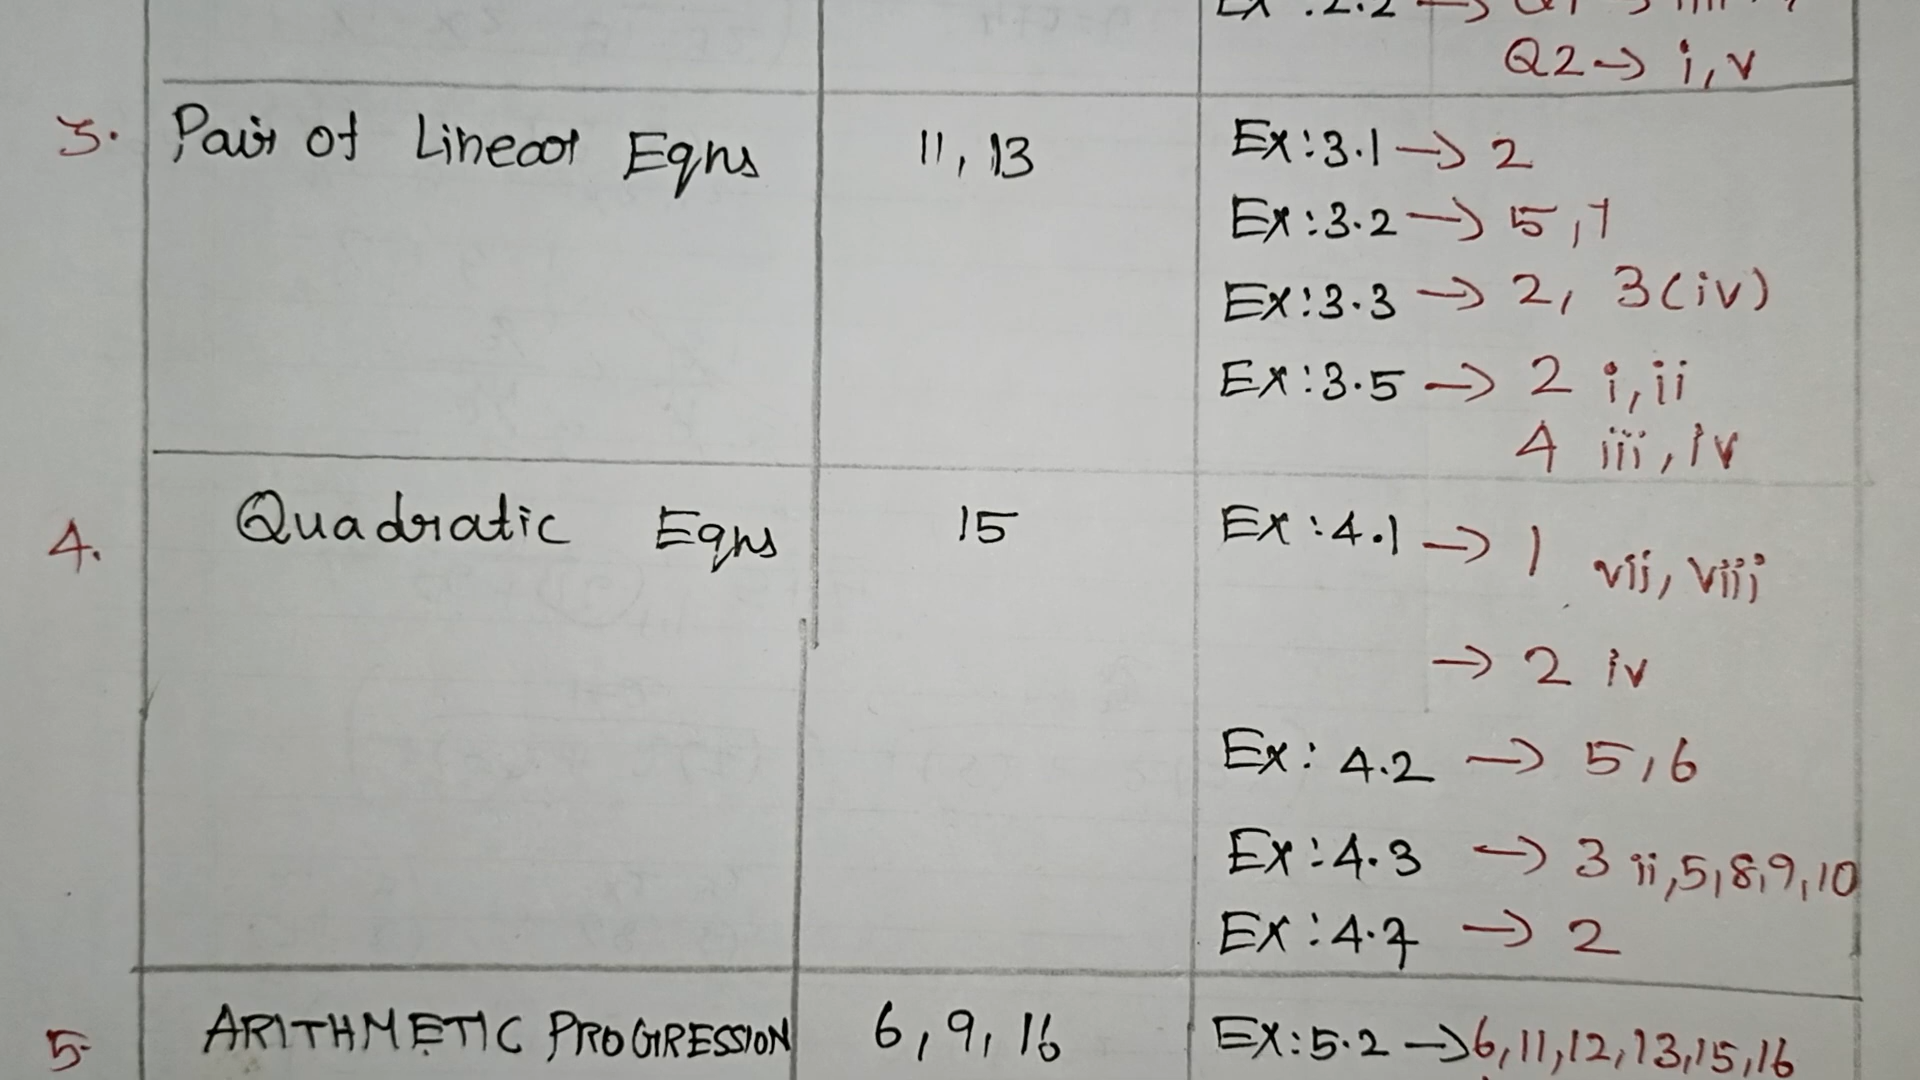 Q2→ i, v
3. Pair of Linear Eqns 11, 13 Ex:3.1→ 2
Ex:3.2→ 5,7
Ex:3.3→ 2, 3(iv)
Ex:3.5→ 2 i, ii
4 iii, iv
4. Quadratic Eqns 15 Ex:4.1→ 1 vii, viii
→ 2 iv
Ex: 4.2 → 5,6
Ex:4.3 → 3 ii,5,8,9,10
Ex:4.4 → 2
5. ARITHMETIC PROGRESSION 6, 9, 16 Ex:5.2→6,11,12,13,15,16